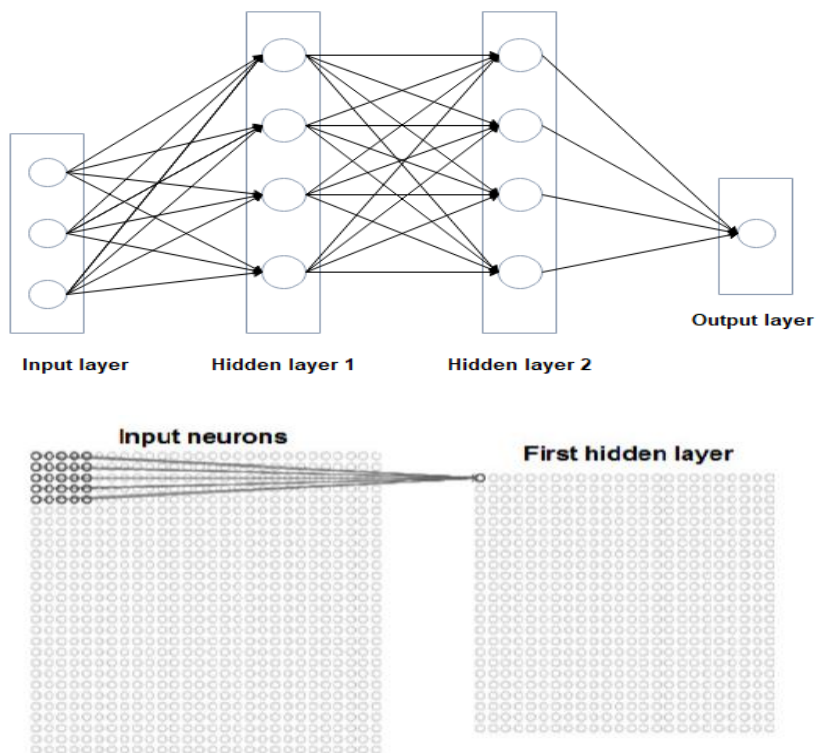 Output layer
Input layer
Hidden layer 1
Hidden layer 2
Input neurons
First hidden layer